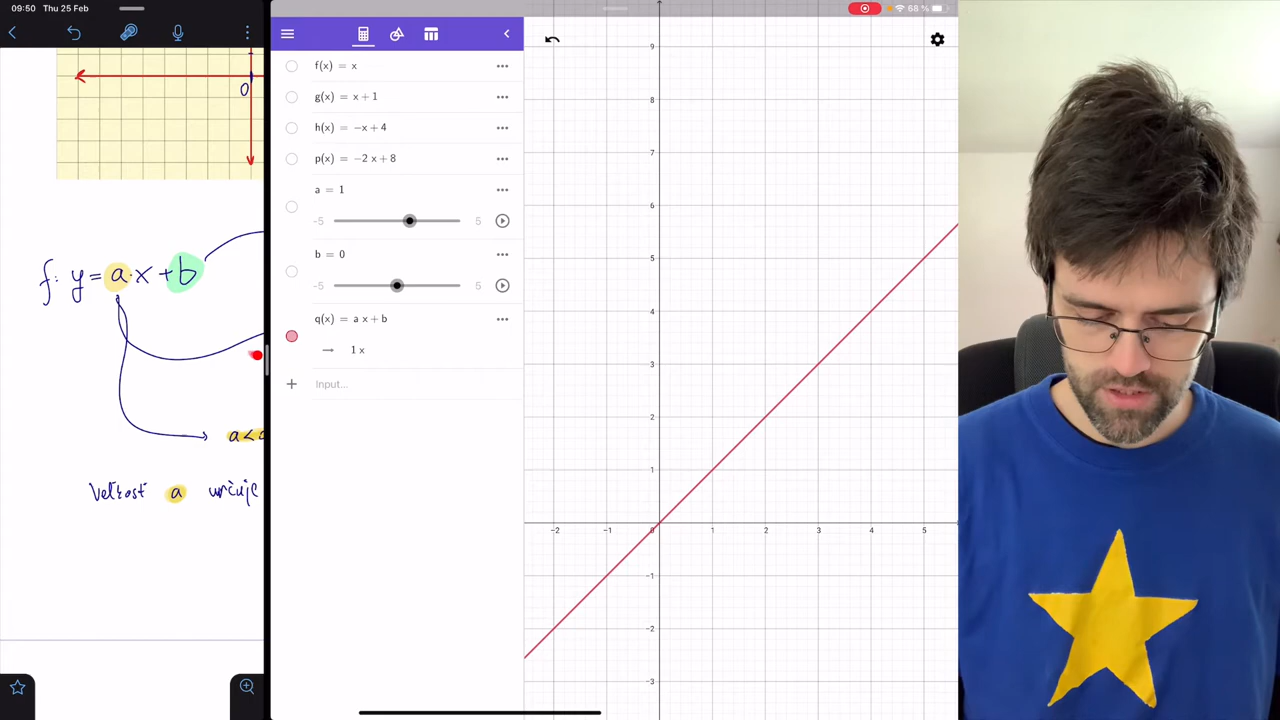 09:50 Thu 25 Feb
68 %
0
f: y = a·x + b
a<
Veľkosť a určuje
f(x) = x
g(x) = x + 1
h(x) = −x + 4
p(x) = −2 x + 8
a = 1
-5 5
b = 0
-5 5
q(x) = a x + b
→ 1 x
+ Input...
9
8
7
6
5
4
3
2
1
-2 -1 0 1 2 3 4 5
-1
-2
-3